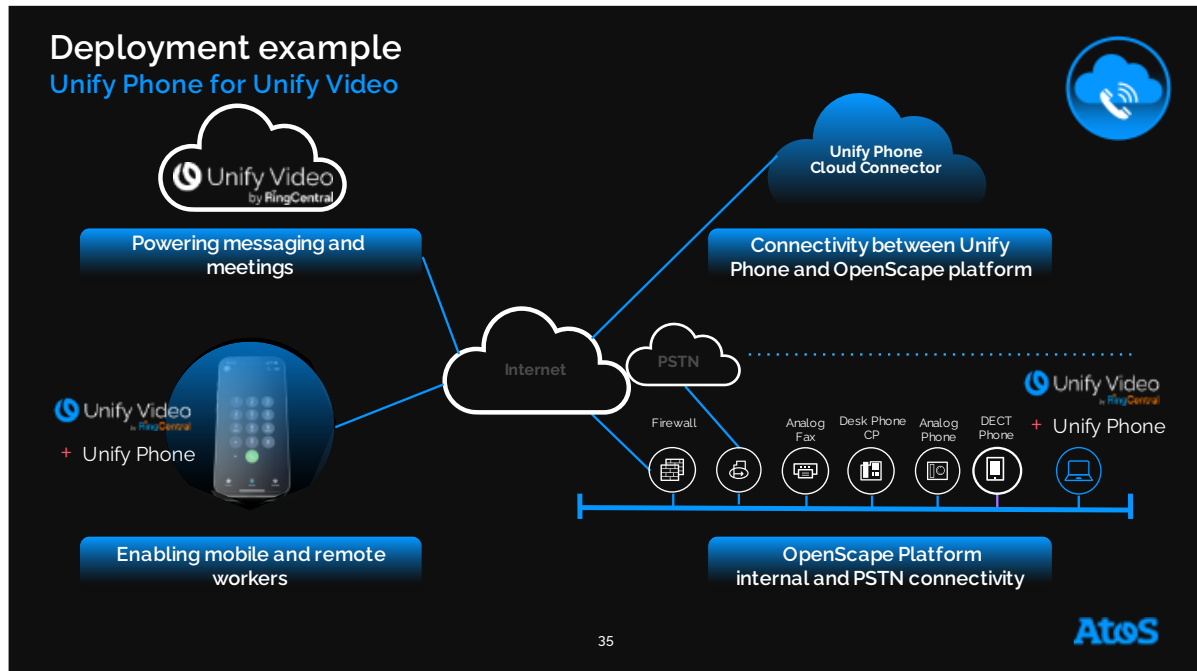 Deployment example
Unify Phone for Unify Video
Unify Video
by RingCentral
Powering messaging and
meetings
Unify Phone
Cloud Connector
Connectivity between Unify
Phone and OpenScape platform
Internet
PSTN
Unify Video
by RingCentral
+ Unify Phone
Enabling mobile and remote
workers
Firewall
Analog
Fax
Desk Phone
CP
Analog
Phone
DECT
Phone
Unify Video
by RingCentral
+ Unify Phone
OpenScape Platform
internal and PSTN connectivity
35
Atos